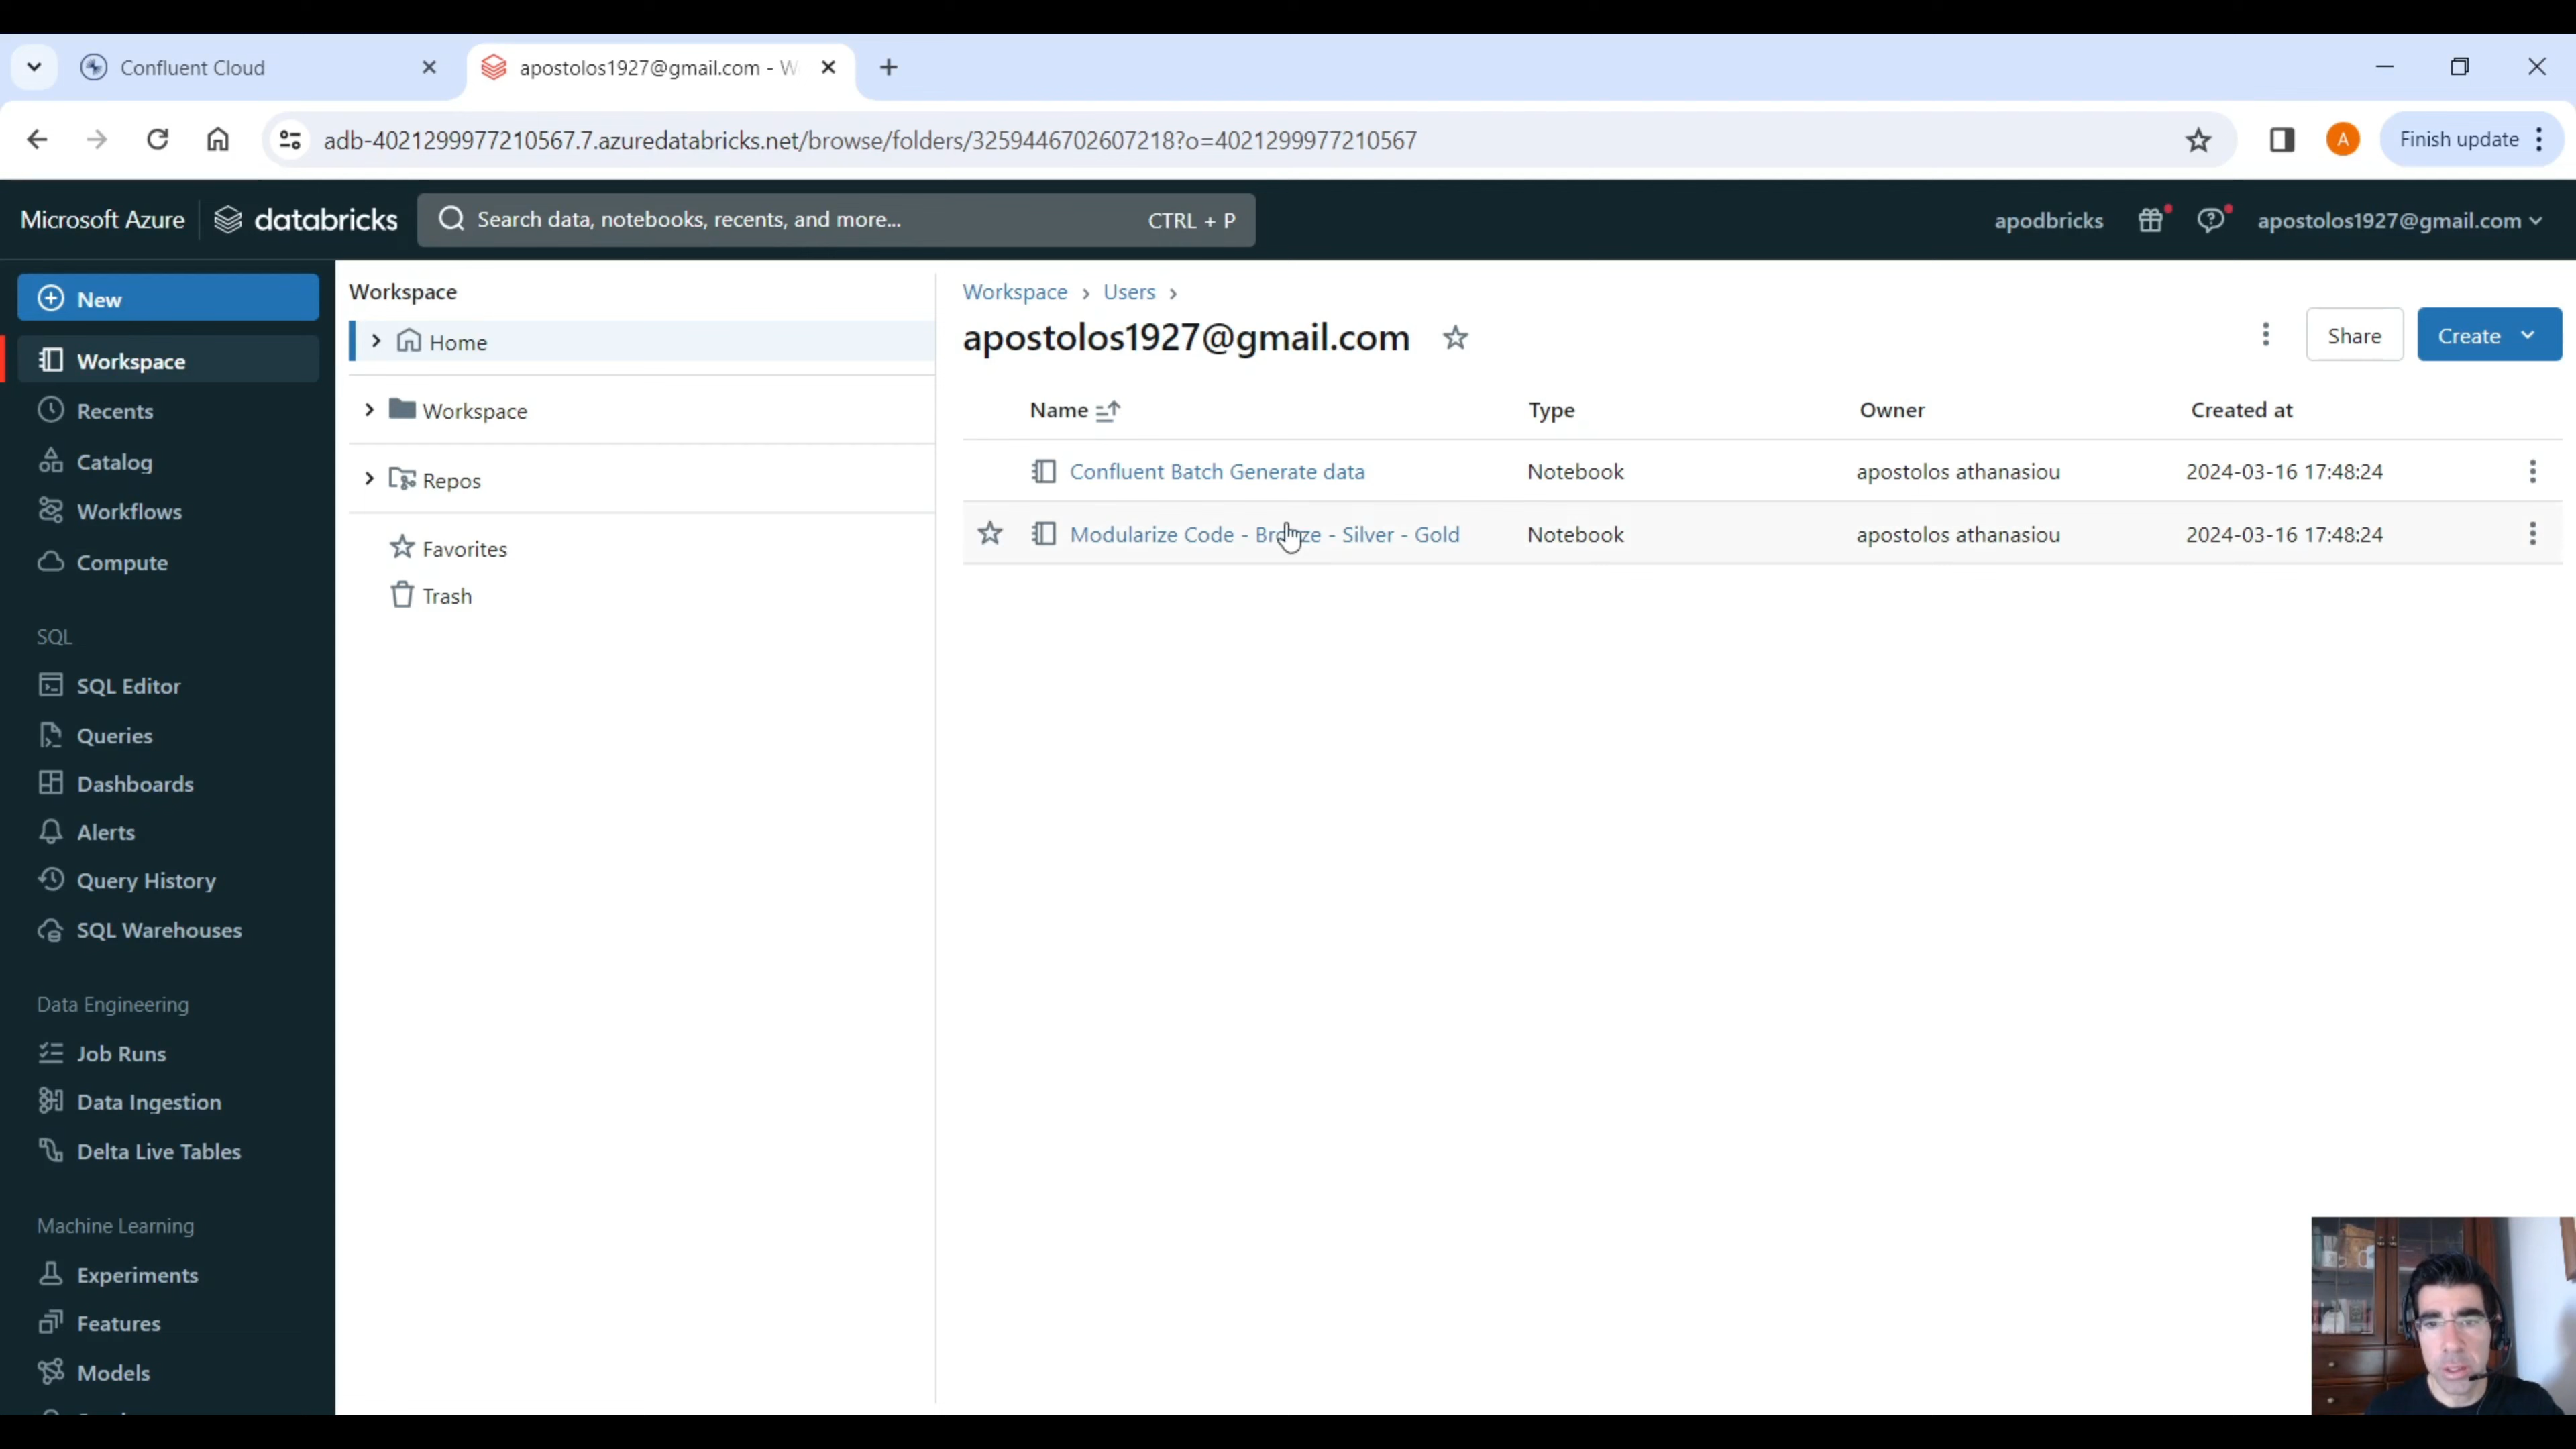 Confluent Cloud
apostolos1927@gmail.com - W
adb-4021299977210567.7.azuredatabricks.net/browse/folders/3259446702607218?o=4021299977210567
A
Finish update
Microsoft Azure
databricks
Search data, notebooks, recents, and more...
CTRL + P
apodbricks
apostolos1927@gmail.com
New
Workspace
Recents
Catalog
Workflows
Compute
SQL
SQL Editor
Queries
Dashboards
Alerts
Query History
SQL Warehouses
Data Engineering
Job Runs
Data Ingestion
Delta Live Tables
Machine Learning
Experiments
Features
Models
Workspace
Home
Workspace
Repos
Favorites
Trash
Workspace › Users ›
apostolos1927@gmail.com
Share
Create
Name Type Owner Created at
Confluent Batch Generate data Notebook apostolos athanasiou 2024-03-16 17:48:24
Modularize Code - Bronze - Silver - Gold Notebook apostolos athanasiou 2024-03-16 17:48:24